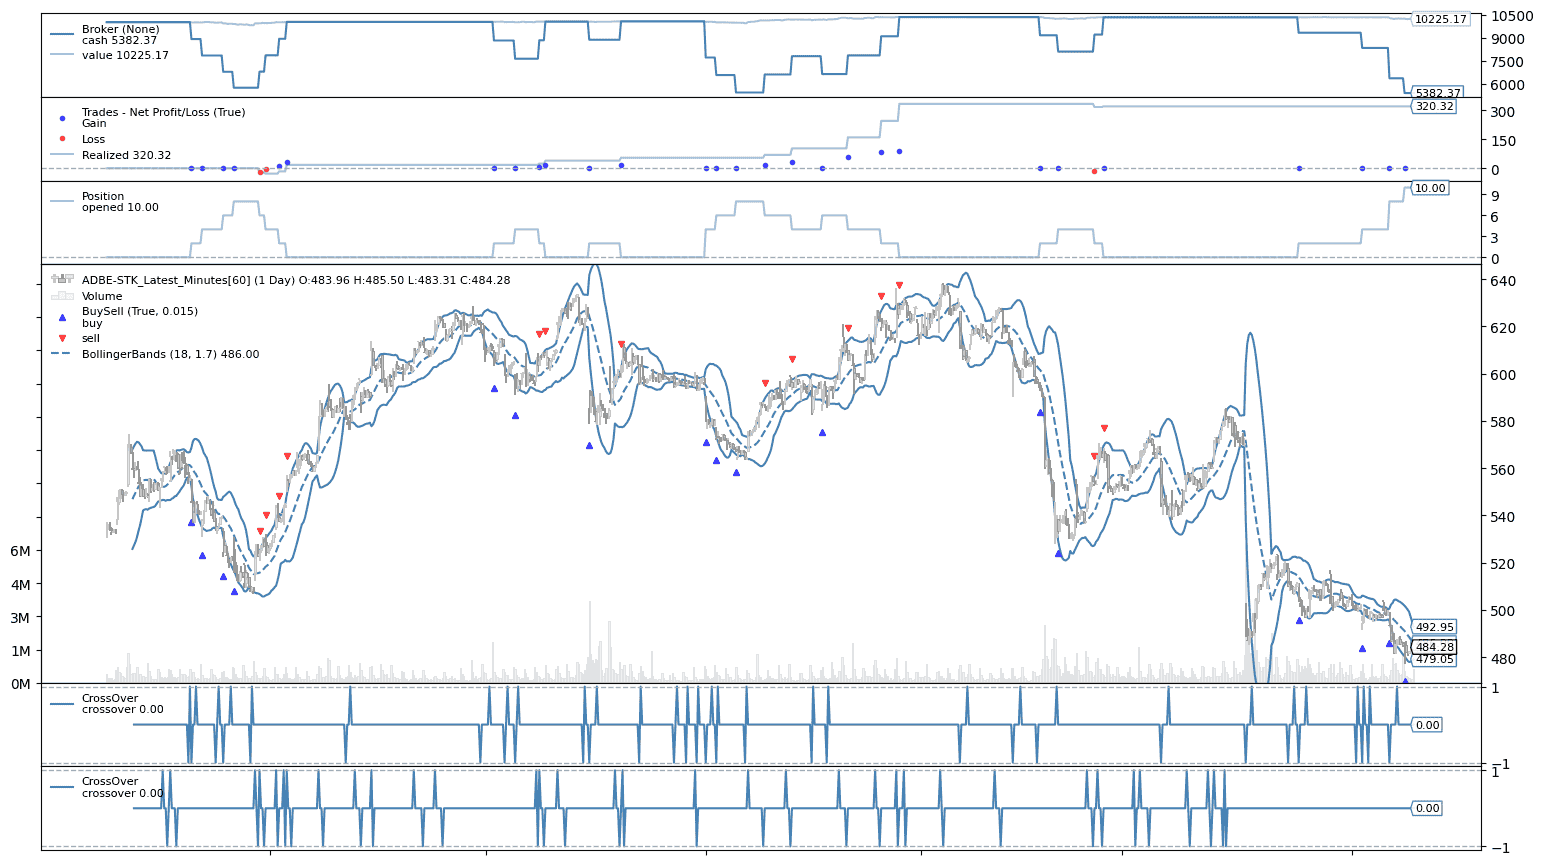 Broker (None)
cash 5382.37
value 10225.17
10225.17
5382.37
10500
9000
7500
6000
Trades - Net Profit/Loss (True)
Gain
Loss
Realized 320.32
320.32
300
150
0
Position
opened 10.00
10.00
9
6
3
0
ADBE-STK_Latest_Minutes[60] (1 Day) O:483.96 H:485.50 L:483.31 C:484.28
Volume
BuySell (True, 0.015)
buy
sell
BollingerBands (18, 1.7) 486.00
640
620
600
580
560
540
520
500
480
492.95
484.28
479.05
6M
4M
3M
1M
0M
CrossOver
crossover 0.00
0.00
1
−1
CrossOver
crossover 0.00
0.00
1
−1